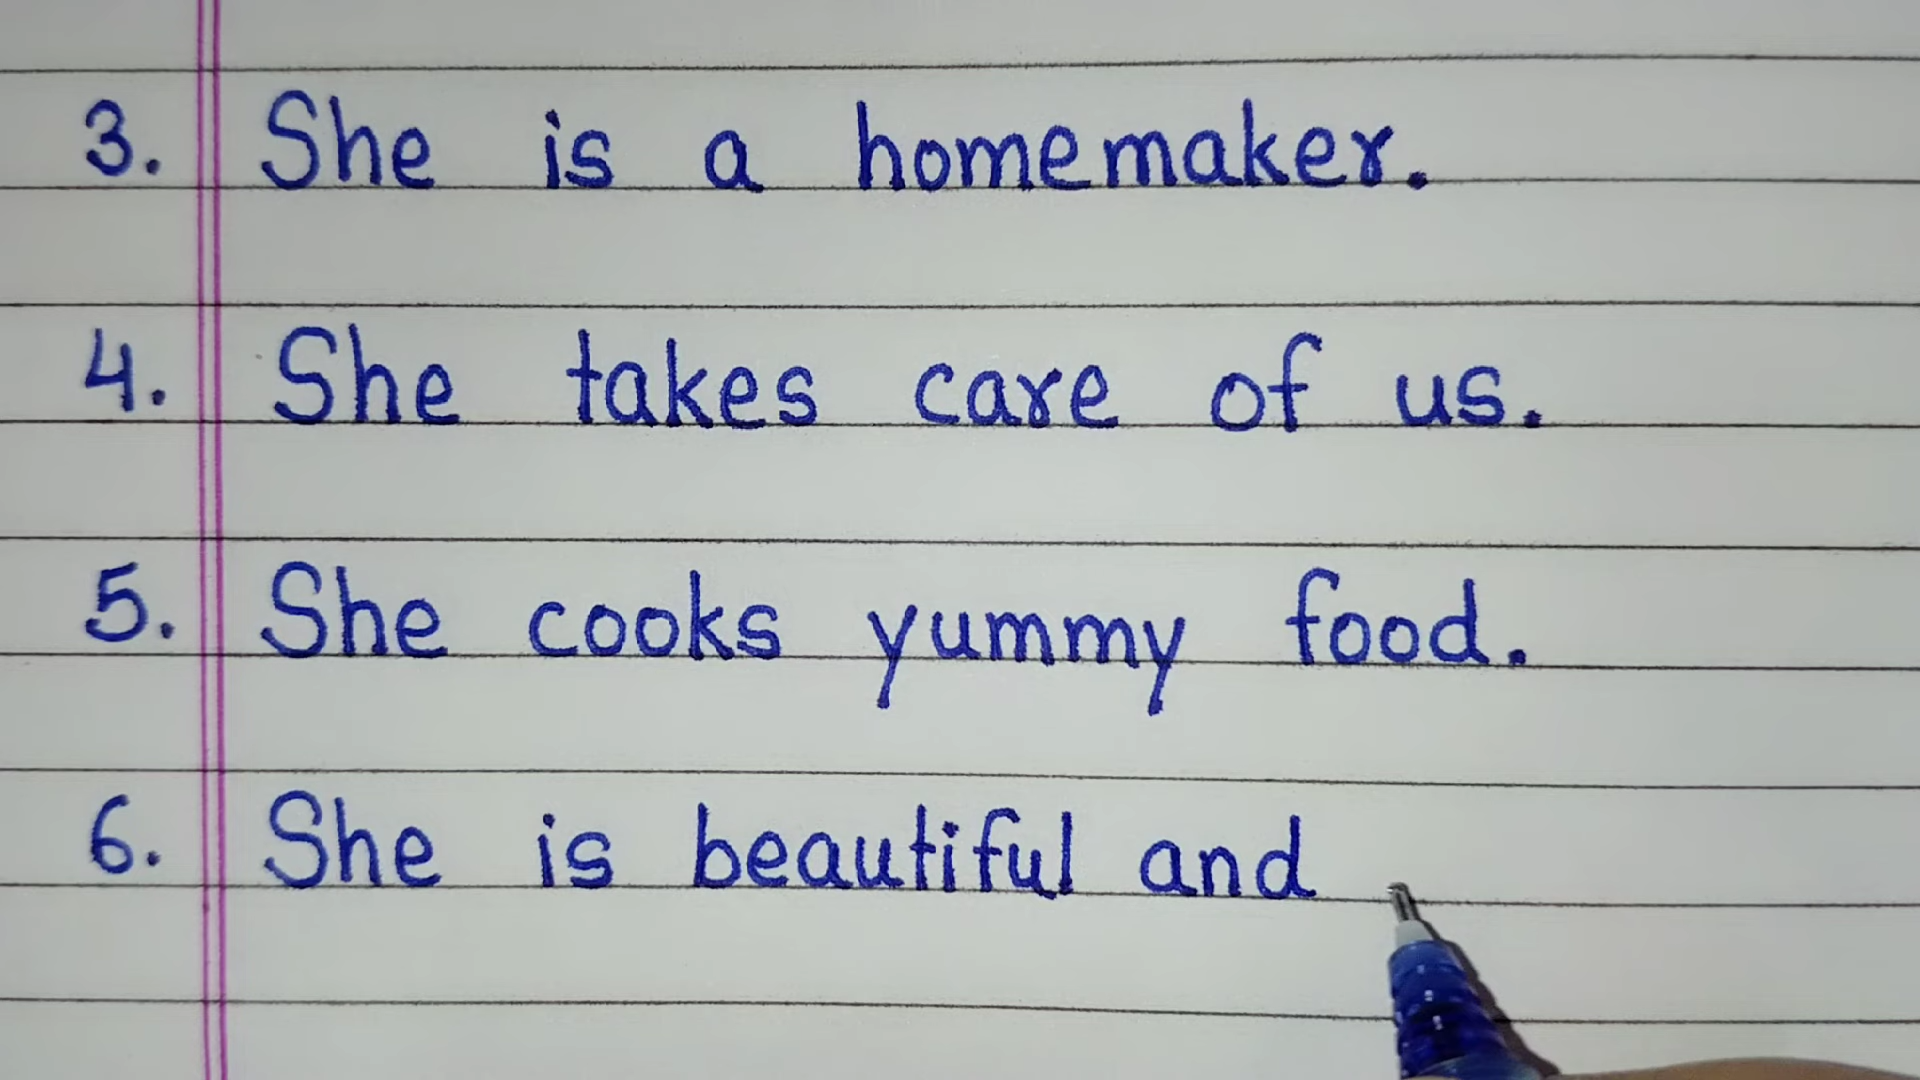 3. She is a homemaker.
4. She takes care of us.
5. She cooks yummy food.
6. She is beautiful and